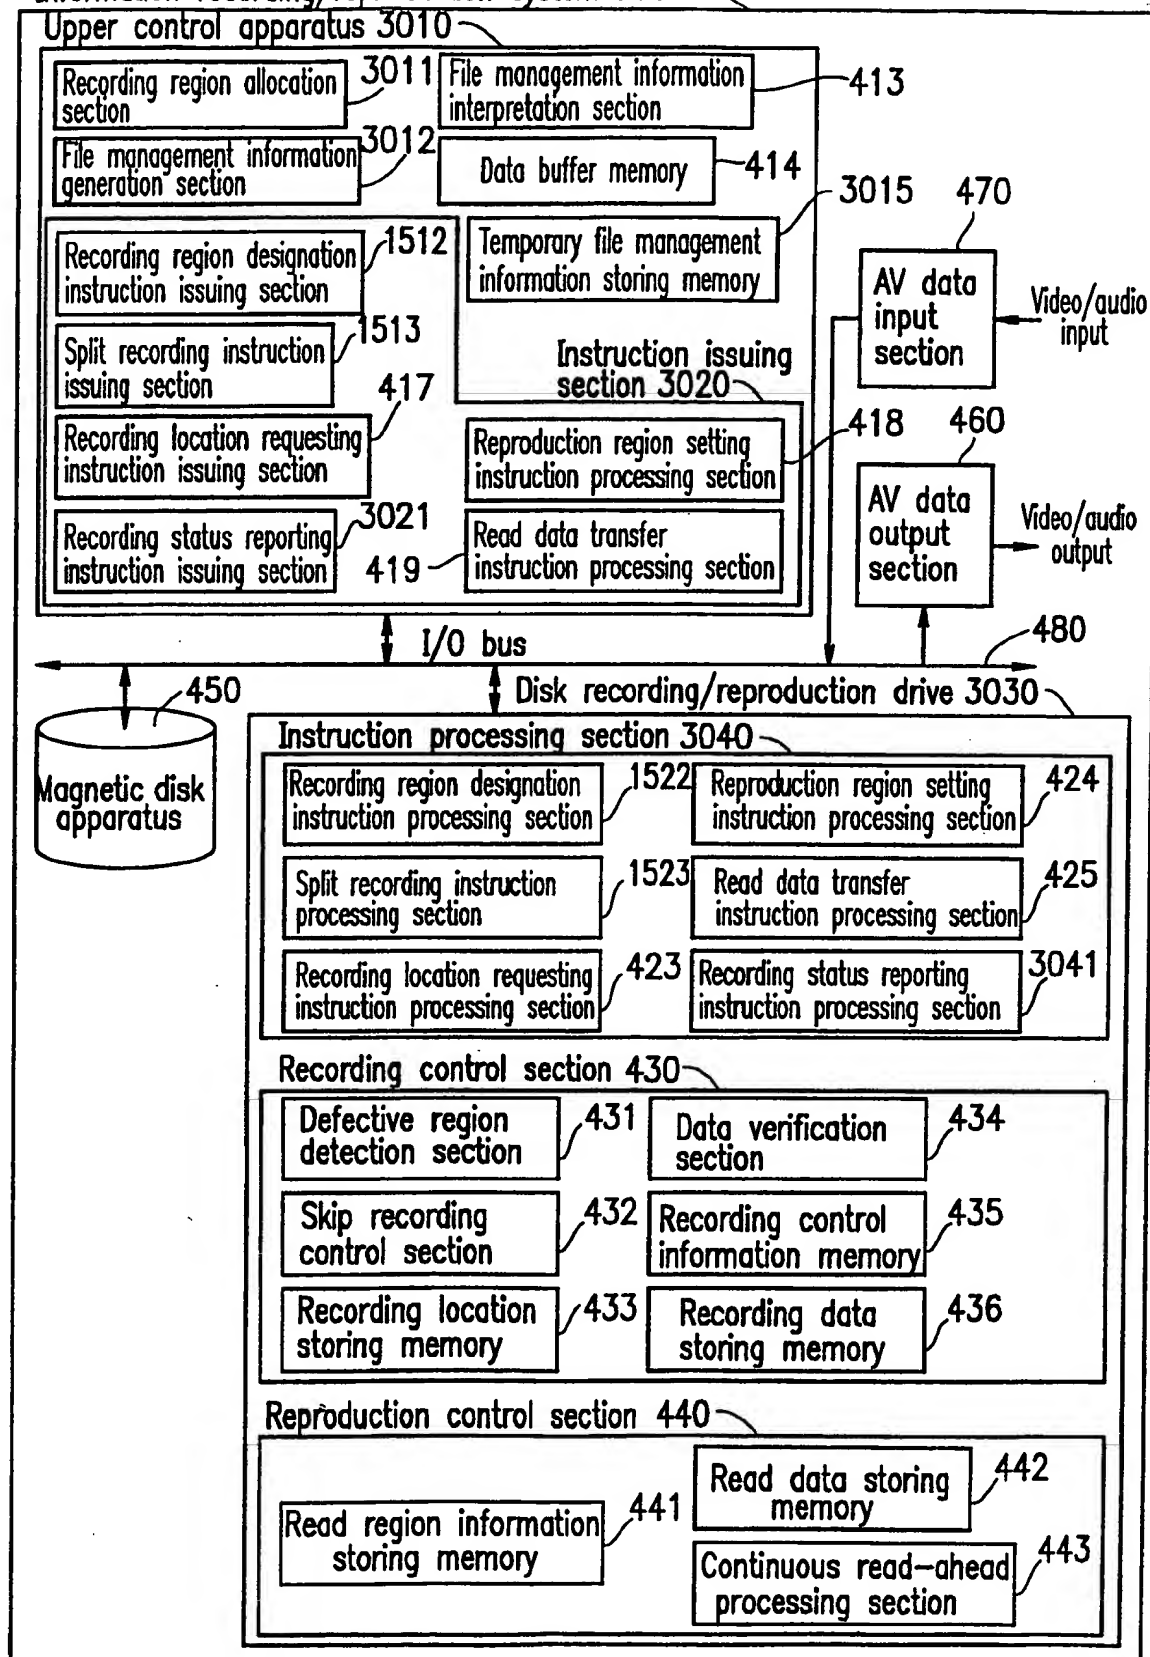 Upper control apparatus 3010
Recording region allocation
section
3011
File management information
interpretation section
413
File management information
generation section
3012
Data buffer memory
414
3015
Recording region designation
instruction issuing section
1512
Temporary file management
information storing memory
470
AV data
input
section
Video/audio
input
Split recording instruction
issuing section
1513
Instruction issuing
section 3020
Recording location requesting
instruction issuing section
417
Reproduction region setting
instruction processing section
418
460
AV data
output
section
Video/audio
output
Recording status reporting
instruction issuing section
3021
419
Read data transfer
instruction processing section
I/O bus
480
450
Magnetic disk
apparatus
Disk recording/reproduction drive 3030
Instruction processing section 3040
Recording region designation
instruction processing section
1522
Reproduction region setting
instruction processing section
424
Split recording instruction
processing section
1523
Read data transfer
instruction processing section
425
Recording location requesting
instruction processing section
423
Recording status reporting
instruction processing section
3041
Recording control section 430
Defective region
detection section
431
Data verification
section
434
Skip recording
control section
432
Recording control
information memory
435
Recording location
storing memory
433
Recording data
storing memory
436
Reproduction control section 440
Read region information
storing memory
441
Read data storing
memory
442
Continuous read-ahead
processing section
443